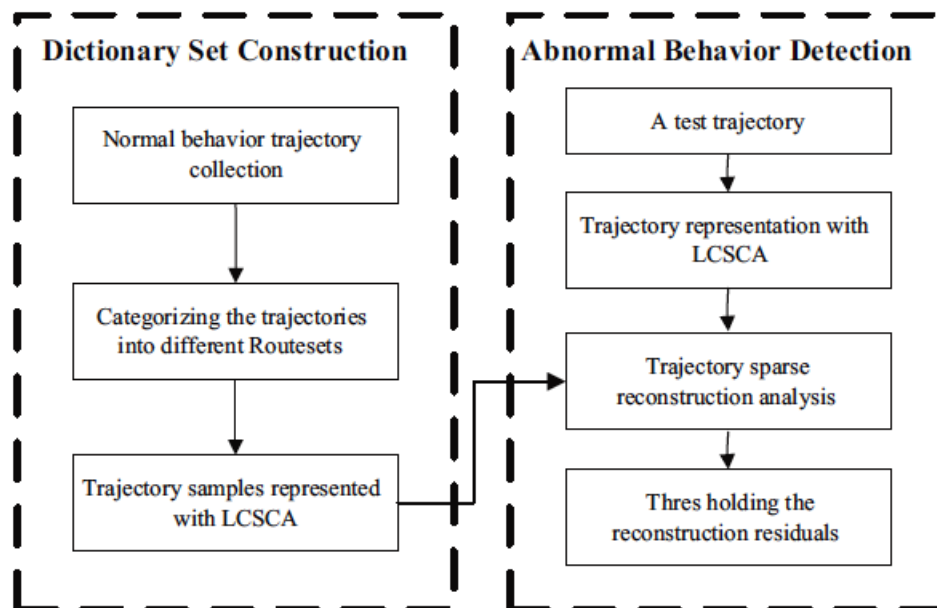 Dictionary Set Construction
Normal behavior trajectory
collection
Categorizing the trajectories
into different Routesets
Trajectory samples represented
with LCSCA
Abnormal Behavior Detection
A test trajectory
Trajectory representation with
LCSCA
Trajectory sparse
reconstruction analysis
Thres holding the
reconstruction residuals